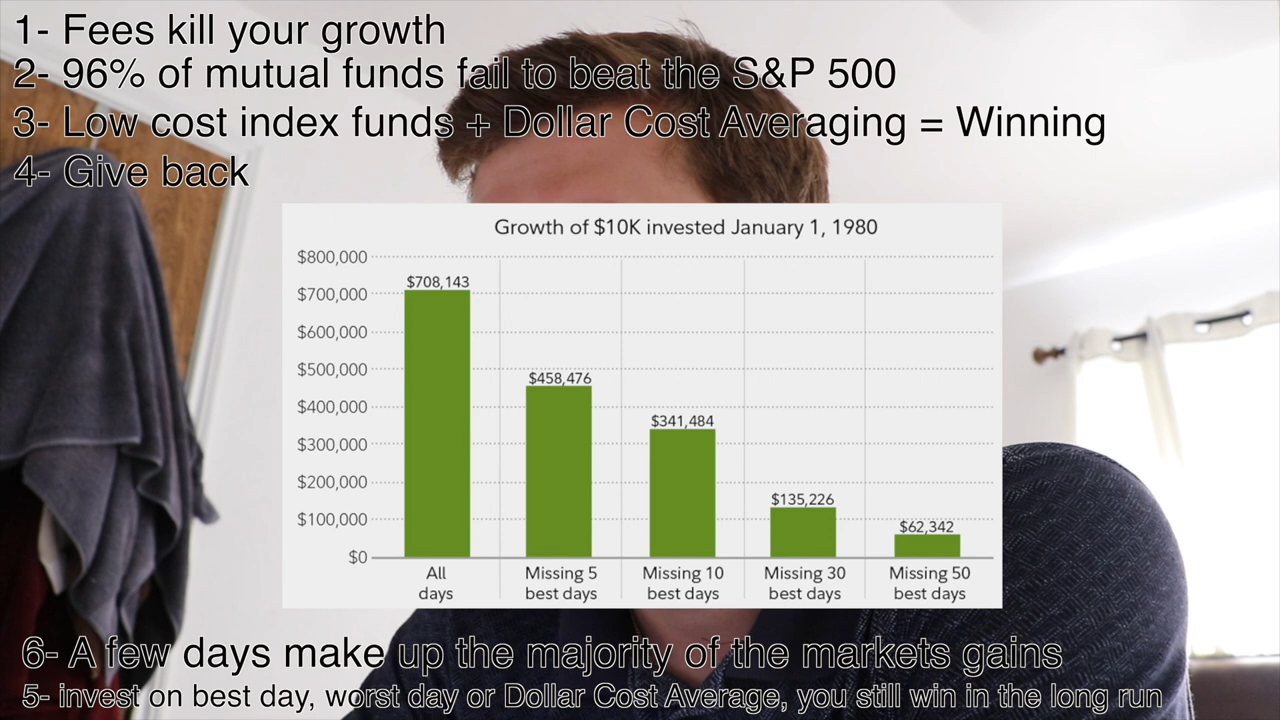 1- Fees kill your growth
2- 96% of mutual funds fail to beat the S&P 500
3- Low cost index funds + Dollar Cost Averaging = Winning
4- Give back
Growth of $10K invested January 1, 1980
$800,000
$700,000
$600,000
$500,000
$400,000
$300,000
$200,000
$100,000
$0
$708,143
$458,476
$341,484
$135,226
$62,342
All
days
Missing 5
best days
Missing 10
best days
Missing 30
best days
Missing 50
best days
6- A few days make up the majority of the markets gains
5- invest on best day, worst day or Dollar Cost Average, you still win in the long run